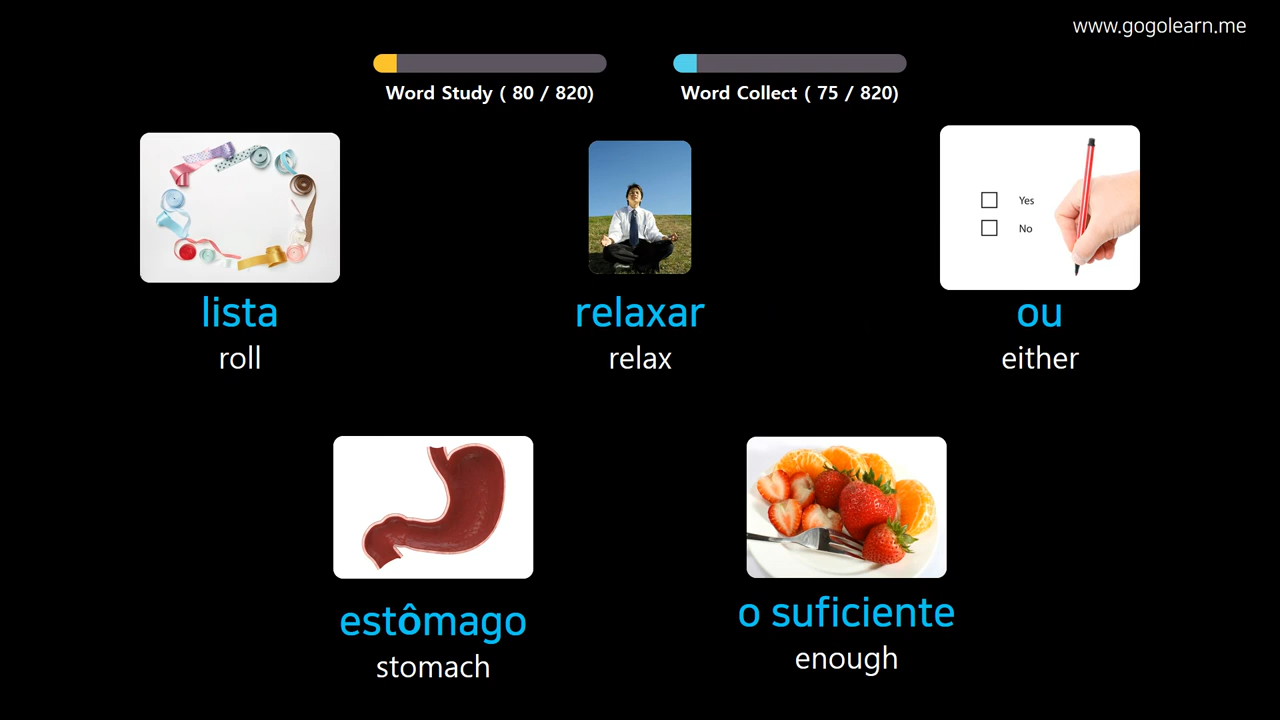 www.gogolearn.me
Word Study ( 80 / 820)
Word Collect ( 75 / 820)
Yes
No
lista
roll
relaxar
relax
ou
either
estômago
stomach
o suficiente
enough